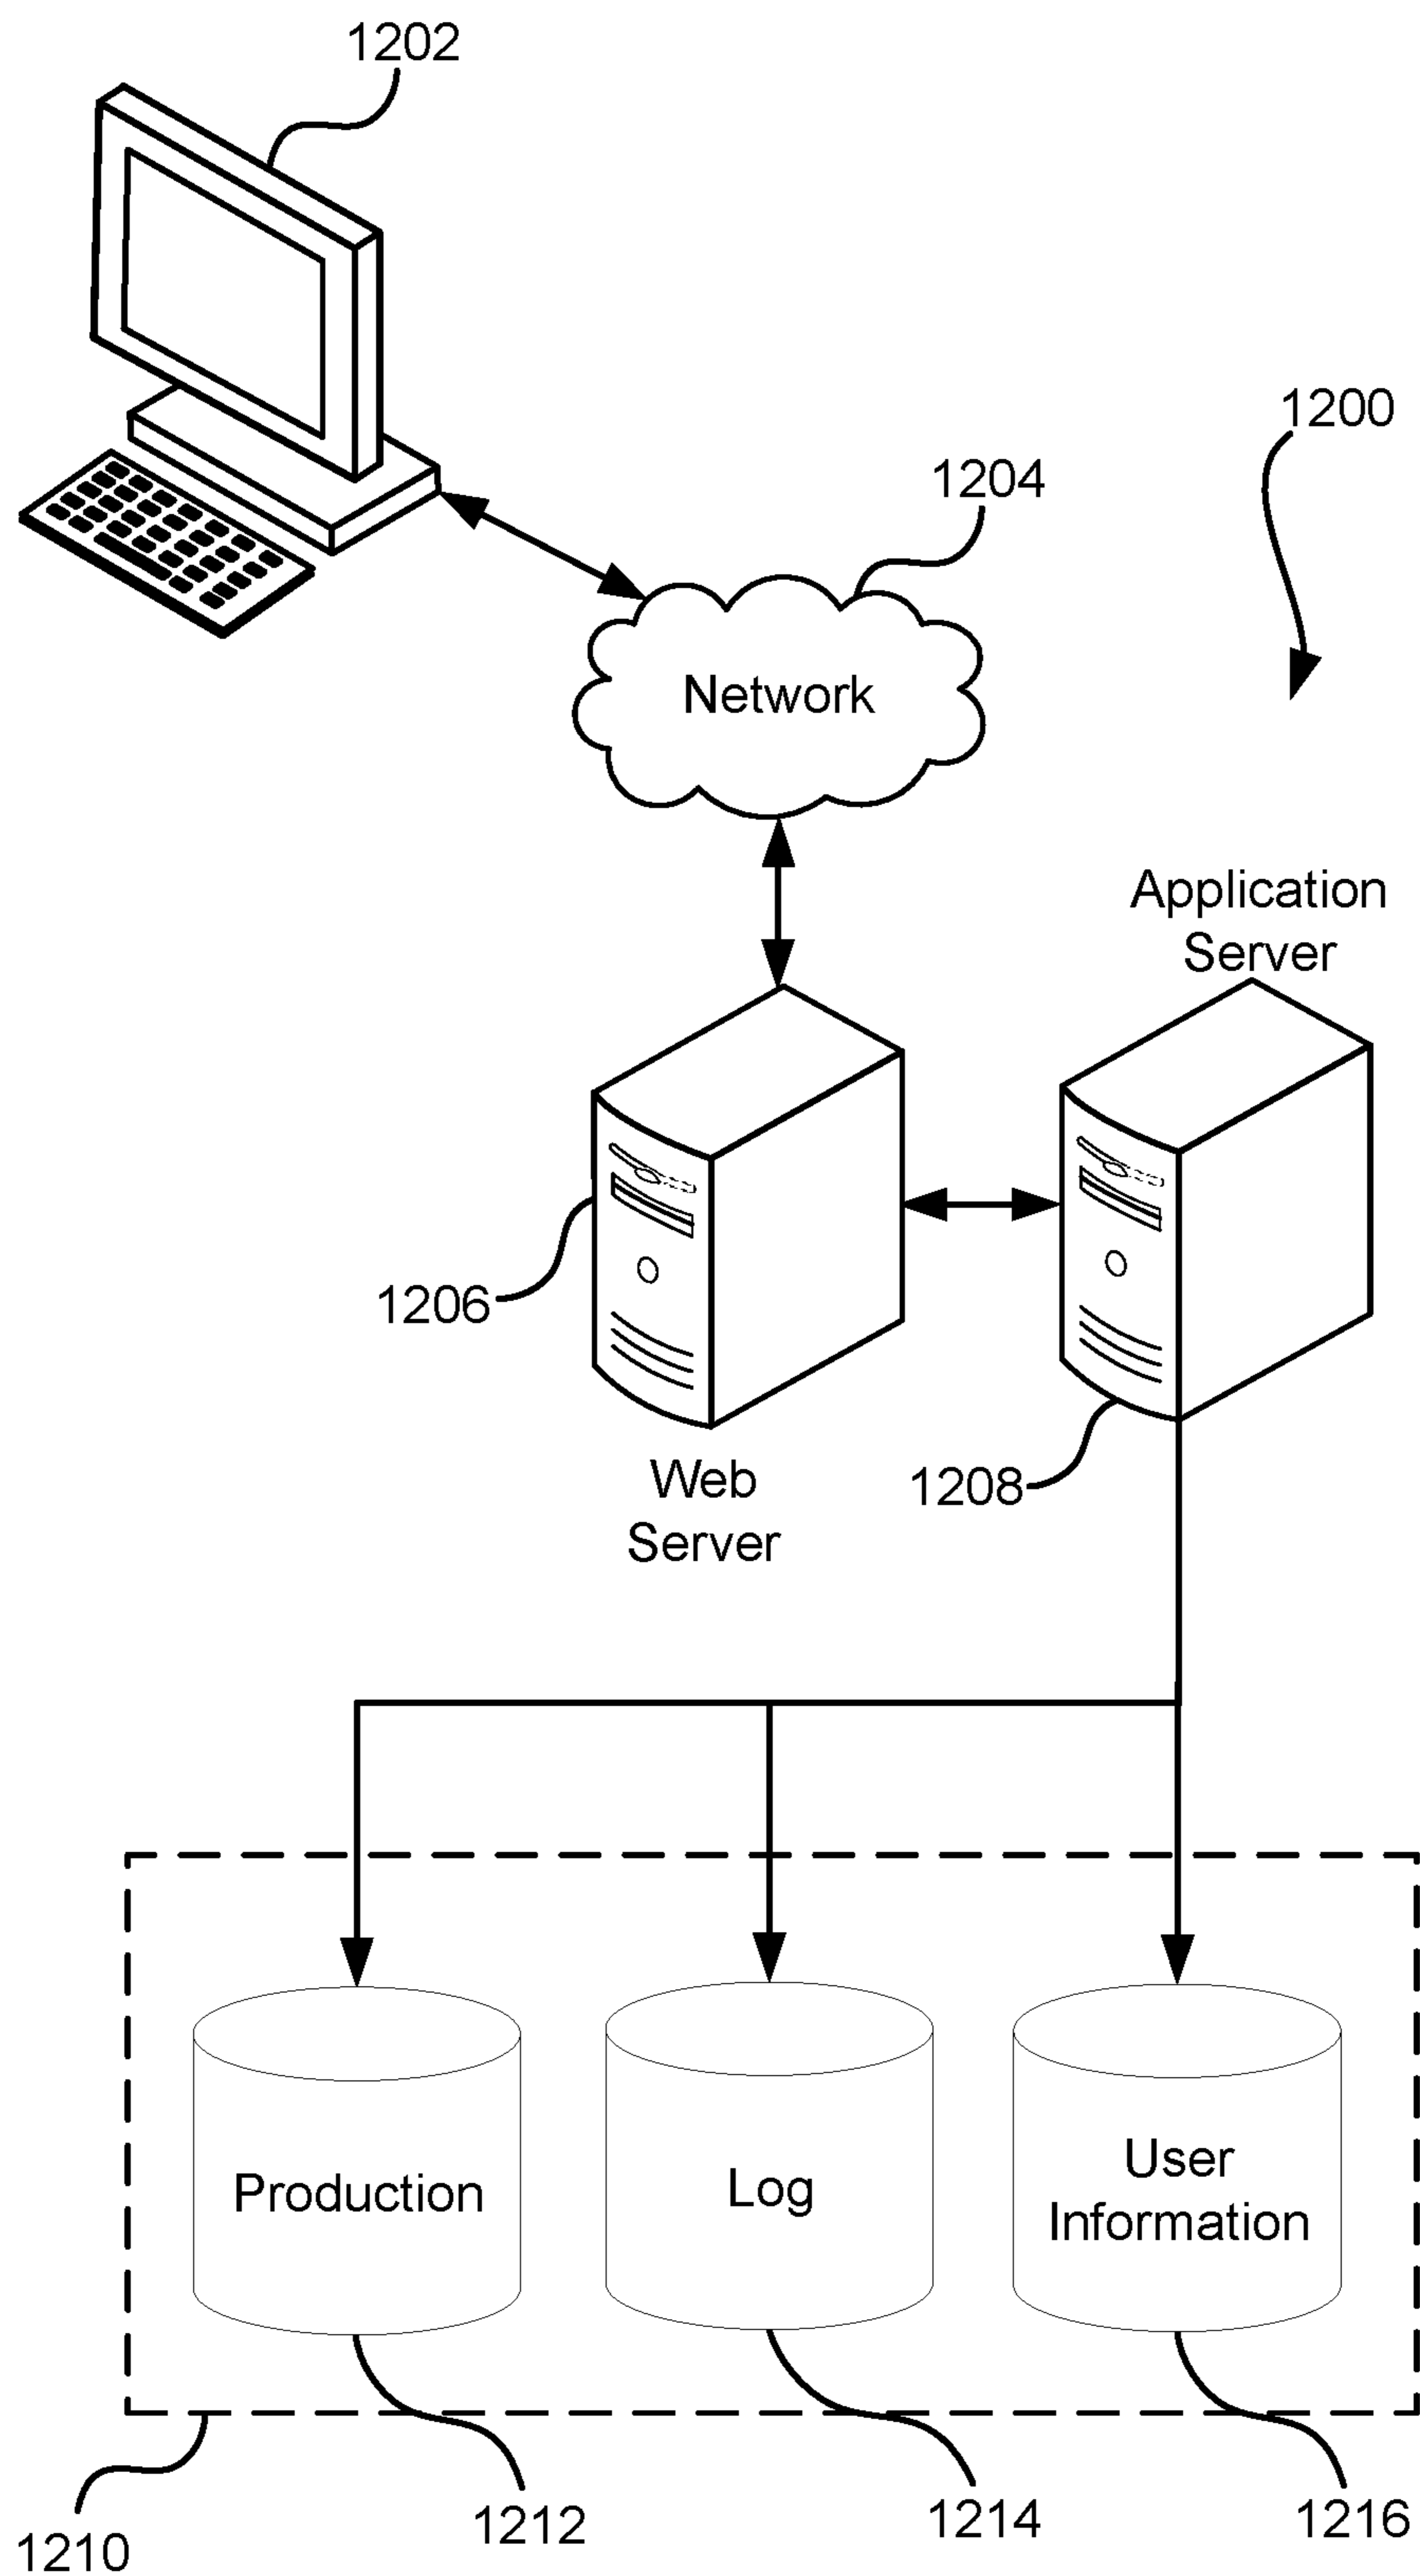 1202
1200
1204
Network
Application
Server
1206
Web
Server
1208
Production
Log
User
Information
1210
1212
1214
1216